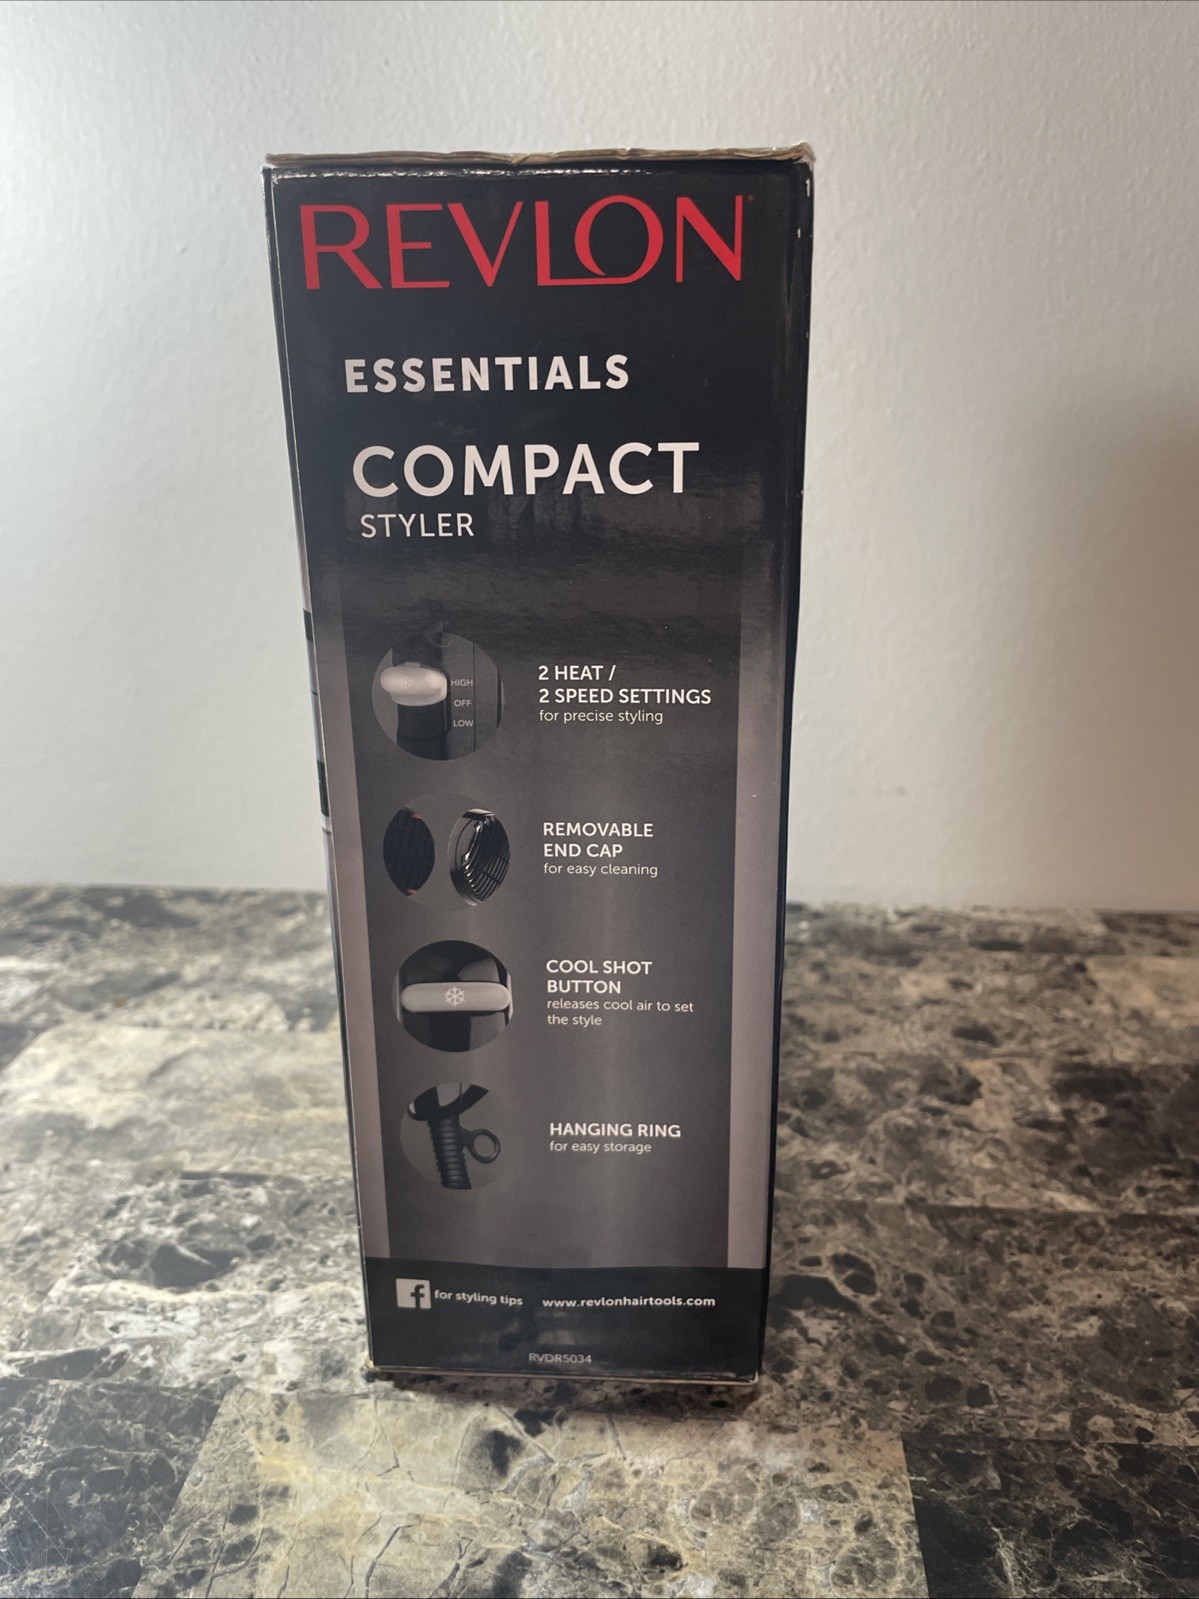 REVLON
ESSENTIALS
COMPACT
STYLER
HIGH
OFF
LOW
2 HEAT /
2 SPEED SETTINGS
for precise styling
REMOVABLE
END CAP
for easy cleaning
COOL SHOT
BUTTON
releases cool air to set
the style
HANGING RING
for easy storage
f for styling tips www.revlonhairtools.com
RVDR5034